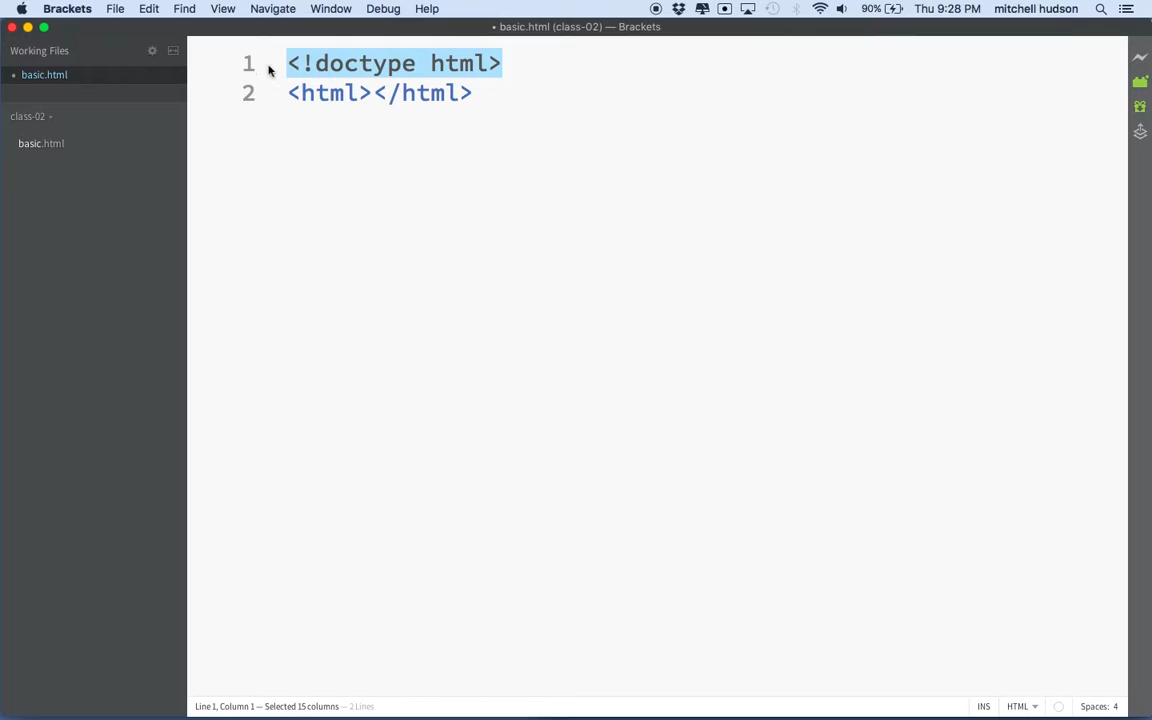 Brackets File Edit Find View Navigate Window Debug Help 90% Thu 9:28 PM mitchell hudson
• basic.html (class-02) — Brackets
Working Files
• basic.html
class-02
basic.html
1 <!doctype html>
2 <html></html>
Line 1, Column 1 — Selected 15 columns — 2 Lines INS HTML Spaces: 4